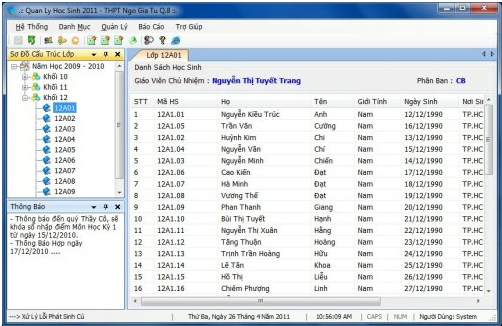 .: Quan Ly Hoc Sinh 2011 - THPT Ngo Gia Tu Q.8 :.
Hệ Thống Danh Mục Quản Lý Báo Cáo Trợ Giúp
Sơ Đồ Cấu Trúc Lớp
Năm Học 2009 - 2010
Khối 10
Khối 11
Khối 12
12A01
12A02
12A03
12A04
12A05
12A06
12A07
12A08
12A09
Thông Báo
- Thông báo đến quý Thầy Cô, sẽ
khóa sổ nhập điểm Môn Học Kỳ 1
từ ngày 15/12/2010.
- Thông Báo Họp ngày
17/12/2010 ....
Lớp 12A01
Danh Sách Học Sinh
Giáo Viên Chủ Nhiệm : Nguyễn Thị Tuyết Trang Phân Ban : CB
STT Mã HS Họ Tên Giới Tính Ngày Sinh Nơi Sir
1 12A1.01 Nguyễn Kiều Trúc Anh Nam 12/12/1990 TP.HC
2 12A1.05 Trần Văn Cường Nam 16/12/1990 TP.HC
3 12A1.02 Huỳnh Kim Chi Nam 13/12/1990 TP.HC
4 12A1.04 Nguyễn Văn Chí Nam 15/12/1990 TP.HC
5 12A1.03 Nguyễn Minh Chiến Nam 14/12/1990 TP.HC
6 12A1.06 Cao Kiến Đạt Nam 17/12/1990 TP.HC
7 12A1.07 Hà Minh Đạt Nam 18/12/1990 TP.HC
8 12A1.08 Vương Thế Đạt Nam 19/12/1990 TP.HC
9 12A1.09 Phan Thanh Giang Nam 20/12/1990 TP.HC
10 12A1.10 Bùi Thị Tuyết Hạnh Nam 21/12/1990 TP.HC
11 12A1.11 Nguyễn Thị Xuân Hằng Nam 22/12/1990 TP.HC
12 12A1.12 Tăng Thuận Hoàng Nam 23/12/1990 TP.HC
13 12A1.13 Trịnh Trần Hoàng Hữu Nam 24/12/1990 TP.HC
14 12A1.14 Lê Tấn Khoa Nam 25/12/1990 TP.HC
15 12A1.15 Hồ Thị Liễu Nam 26/12/1990 TP.HC
16 12A1.16 Chiêm Phượng Linh Nam 27/12/1990 TP.HC
---> Xử Lý Lỗi Phát Sinh Cũ Thứ Ba, Ngày 26 Tháng 4 Năm 2011 10:56:09 AM CAPS NUM Người Dùng: System